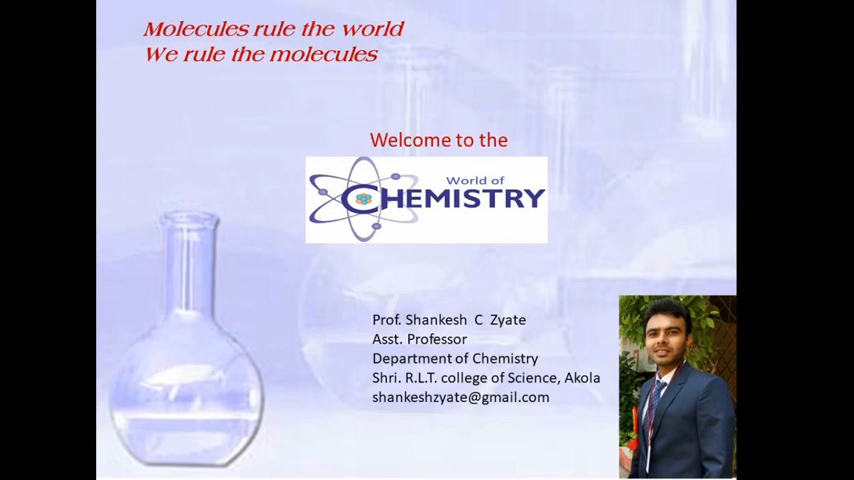 Molecules rule the world
We rule the molecules
Welcome to the
World of
CHEMISTRY
Prof. Shankesh C Zyate
Asst. Professor
Department of Chemistry
Shri. R.L.T. college of Science, Akola
shankeshzyate@gmail.com